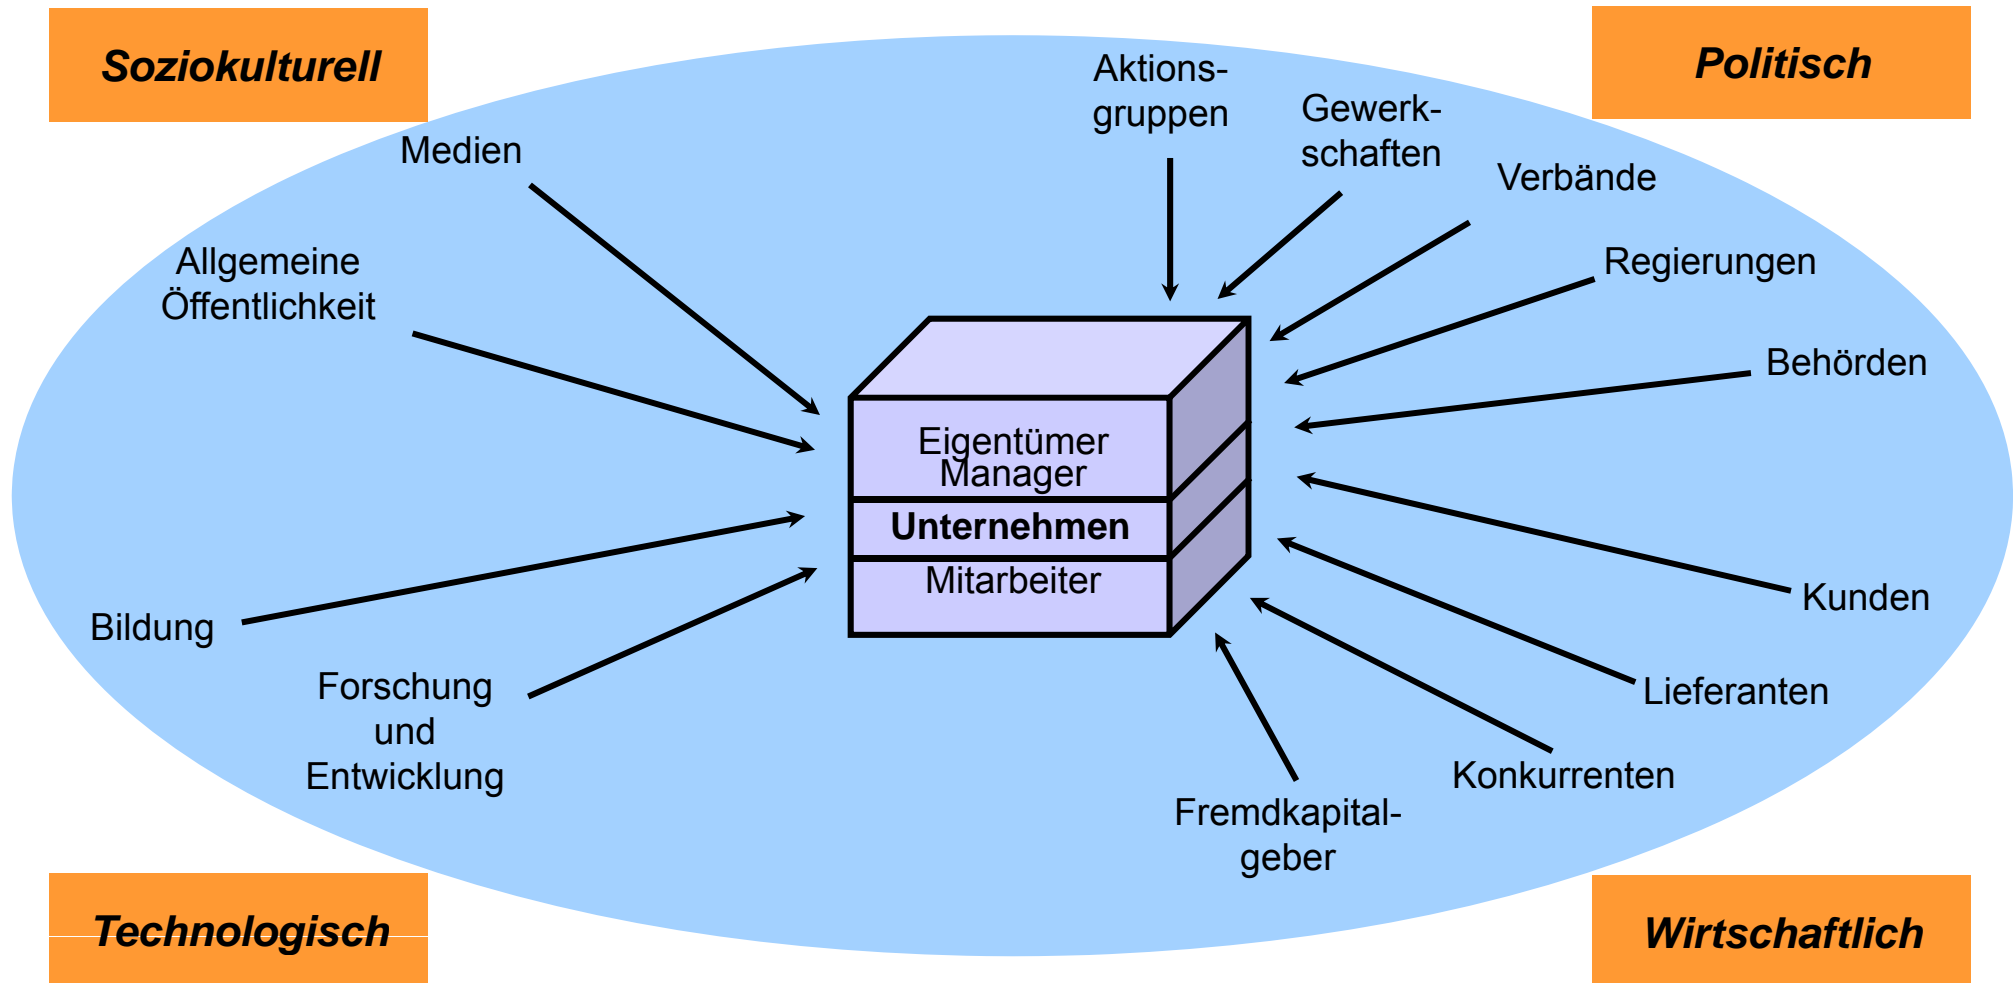 Soziokulturell
Politisch
Aktions-
gruppen
Gewerk-
schaften
Medien
Verbände
Allgemeine
Öffentlichkeit
Regierungen
Behörden
Eigentümer
Manager
Unternehmen
Mitarbeiter
Bildung
Kunden
Forschung
und
Entwicklung
Lieferanten
Konkurrenten
Fremdkapital-
geber
Technologisch
Wirtschaftlich